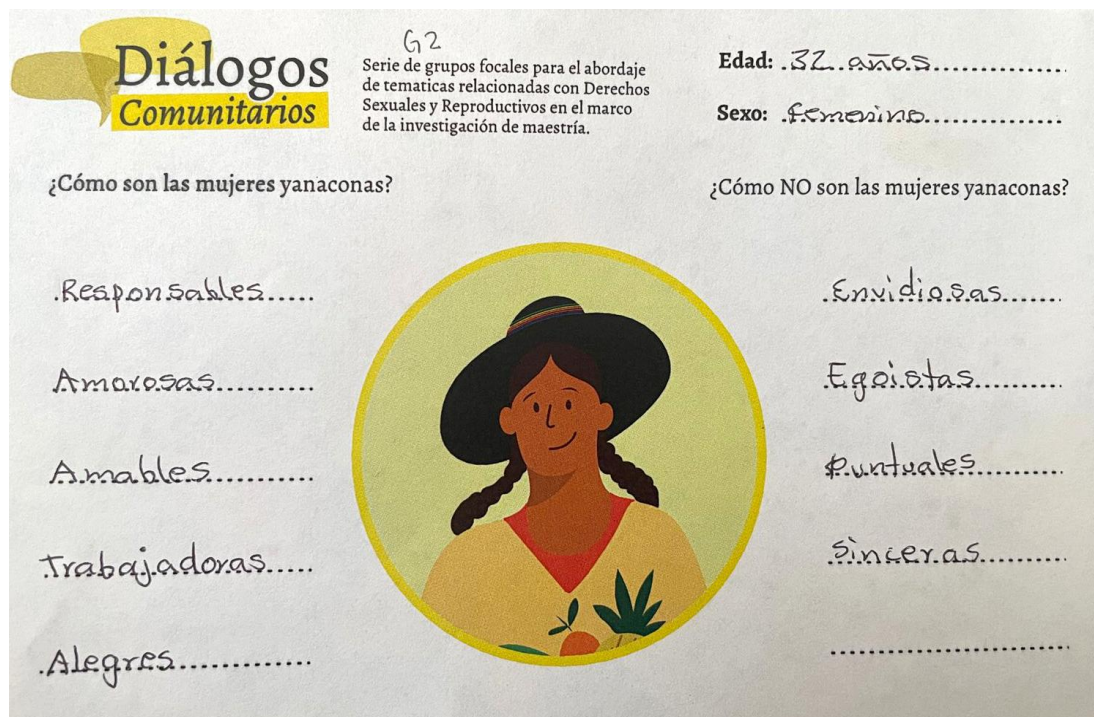 Diálogos
Comunitarios
G2
Serie de grupos focales para el abordaje
de tematicas relacionadas con Derechos
Sexuales y Reproductivos en el marco
de la investigación de maestría.
Edad: 32 años
Sexo: femenino
¿Cómo son las mujeres yanaconas?
Responsables
Amorosas
Amables
Trabajadoras
Alegres
¿Cómo NO son las mujeres yanaconas?
Envidiosas
Egoistas
Puntuales
Sinceras